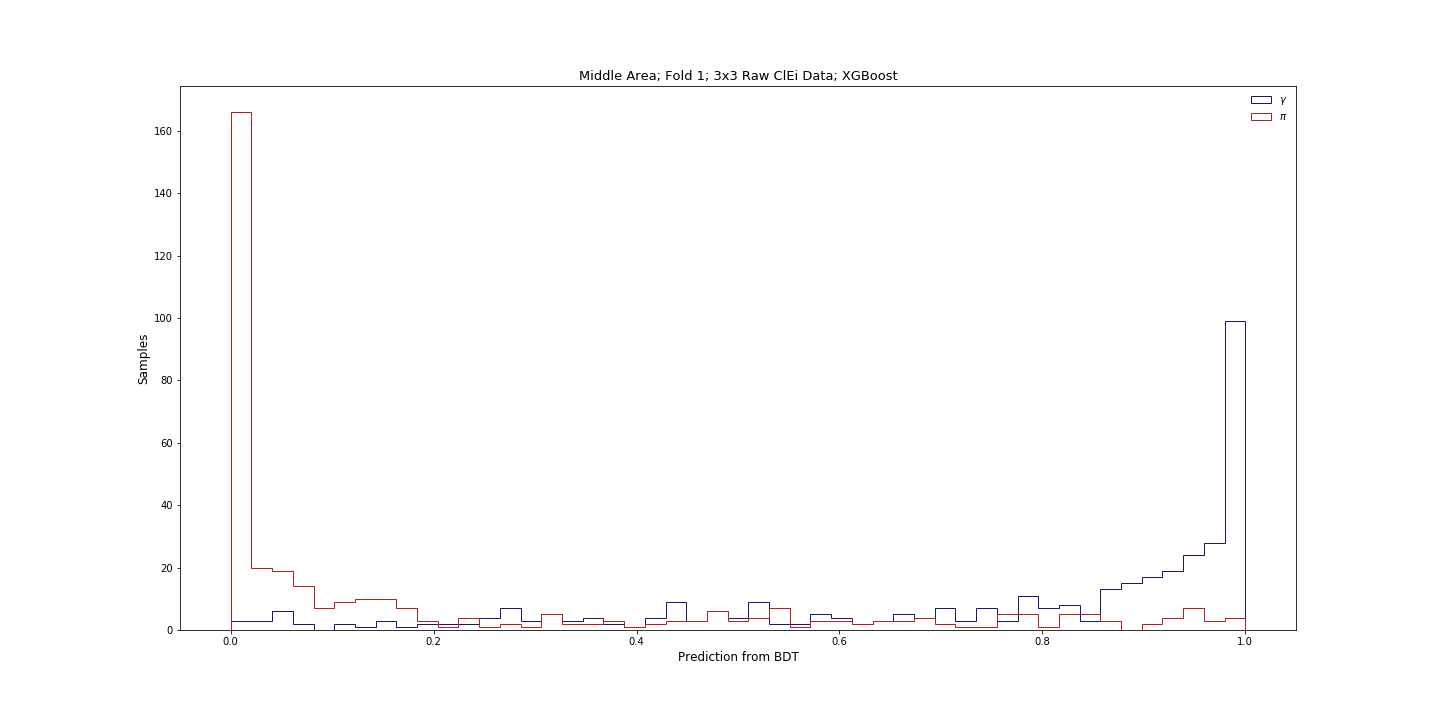 Middle Area; Fold 1; 3x3 Raw ClEi Data; XGBoost
γ
π
160
140
120
100
80
60
40
20
0
Samples
0.0 0.2 0.4 0.6 0.8 1.0
Prediction from BDT